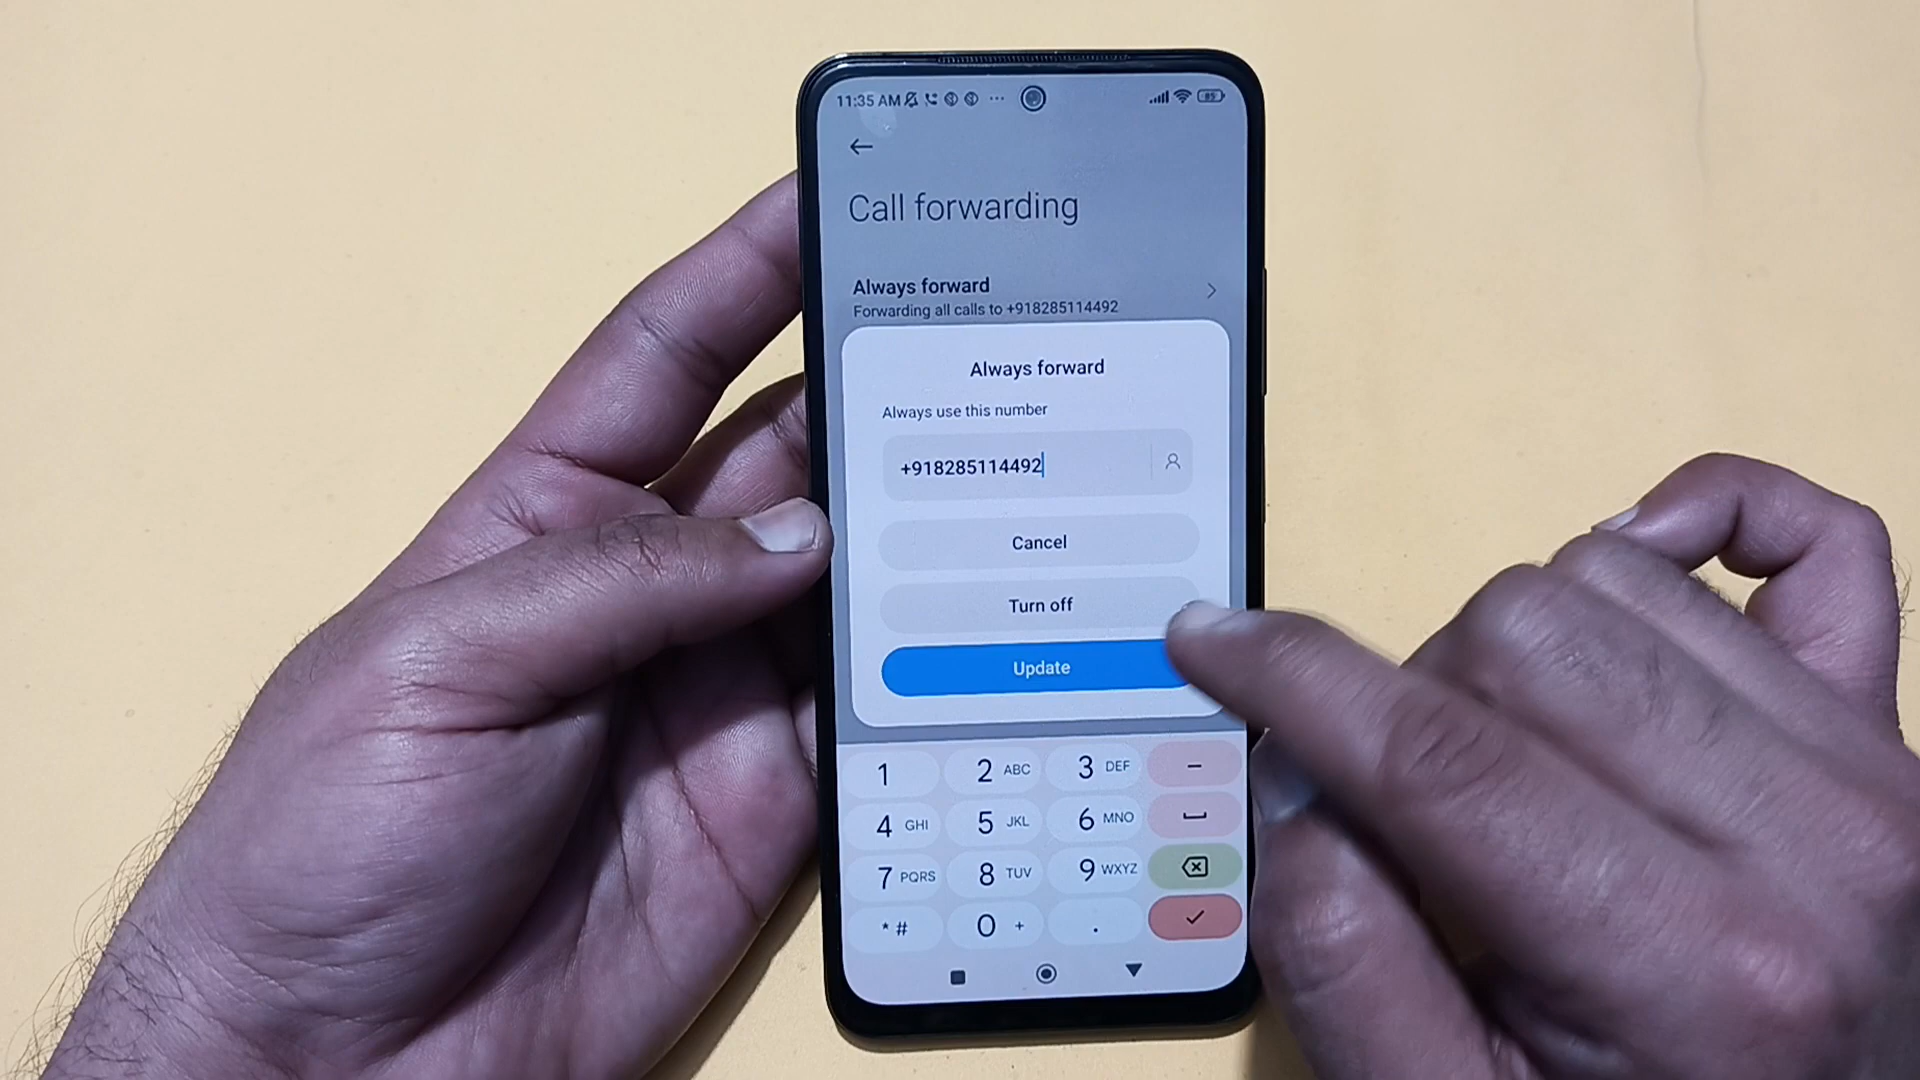 11:35 AM
85
Call forwarding
Always forward
Forwarding all calls to +918285114492
Always forward
Always use this number
+918285114492
Cancel
Turn off
Update
1
2 ABC
3 DEF
-
4 GHI
5 JKL
6 MNO
7 PQRS
8 TUV
9 WXYZ
* #
0 +
.